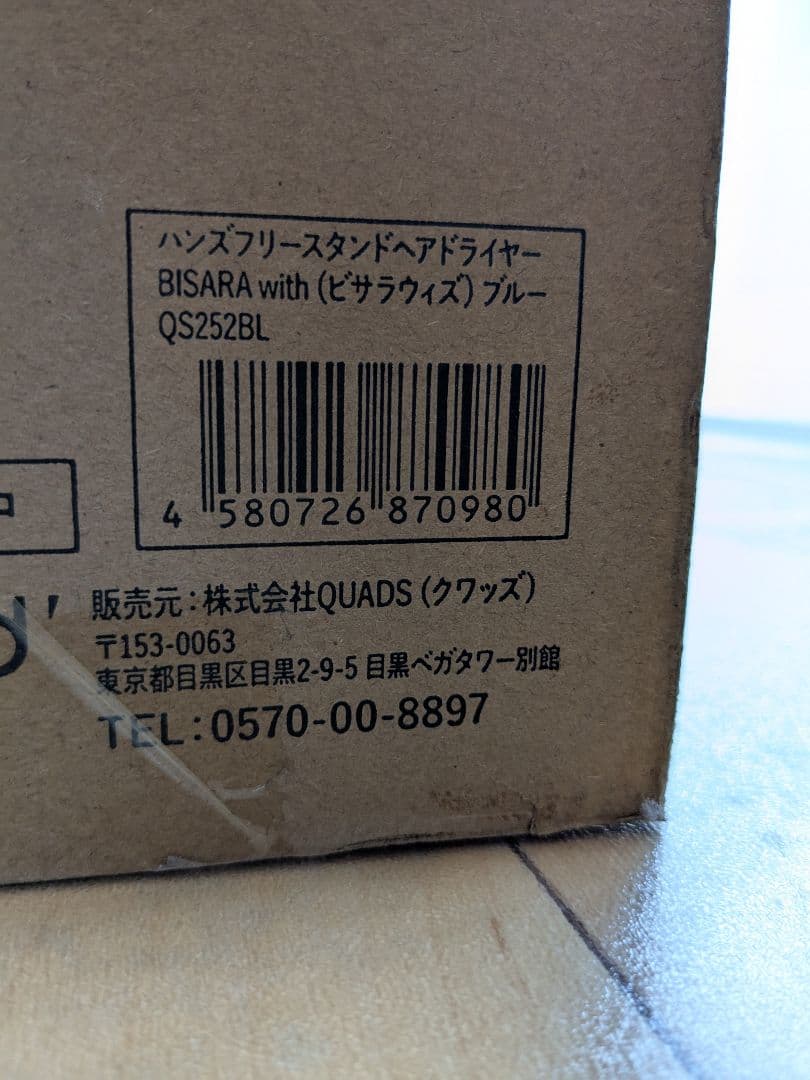 ハンズフリースタンドヘアドライヤー
BISARA with (ビサラウィズ) ブルー
QS252BL
4 580726 870980
販売元：株式会社QUADS (クワッズ)
〒153-0063
東京都目黒区目黒2-9-5 目黒ベガタワー別館
TEL：0570-00-8897